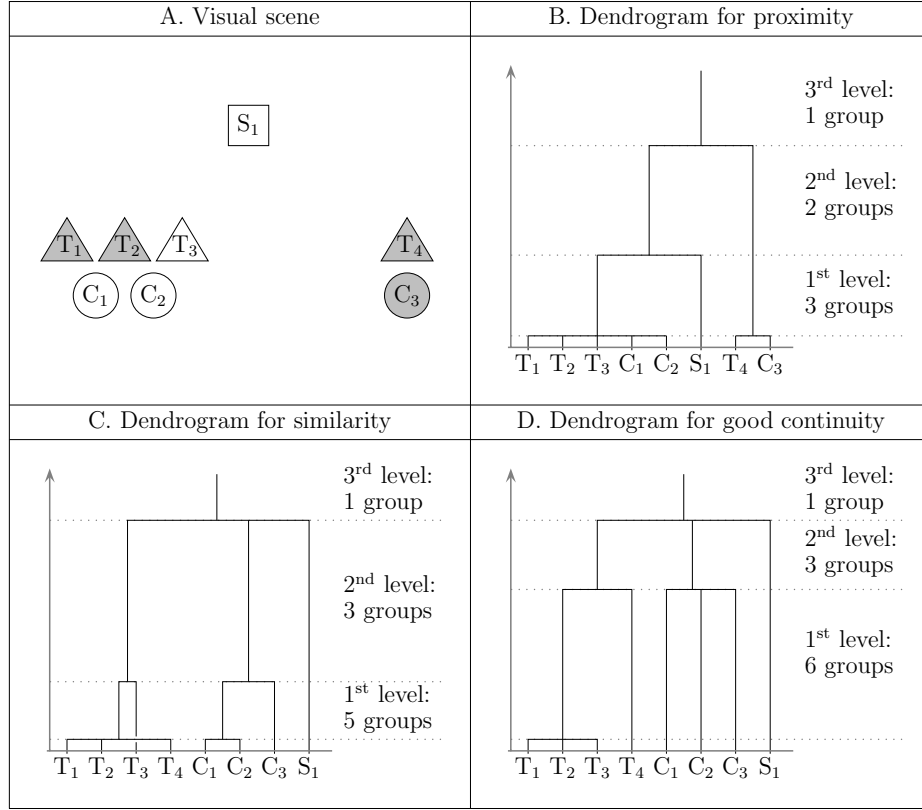 A. Visual scene
S₁
T₁ T₂ T₃ T₄
C₁ C₂ C₃
B. Dendrogram for proximity
3ʳᵈ level:
1 group
2ⁿᵈ level:
2 groups
1ˢᵗ level:
3 groups
T₁ T₂ T₃ C₁ C₂ S₁ T₄ C₃
C. Dendrogram for similarity
3ʳᵈ level:
1 group
2ⁿᵈ level:
3 groups
1ˢᵗ level:
5 groups
T₁ T₂ T₃ T₄ C₁ C₂ C₃ S₁
D. Dendrogram for good continuity
3ʳᵈ level:
1 group
2ⁿᵈ level:
3 groups
1ˢᵗ level:
6 groups
T₁ T₂ T₃ T₄ C₁ C₂ C₃ S₁